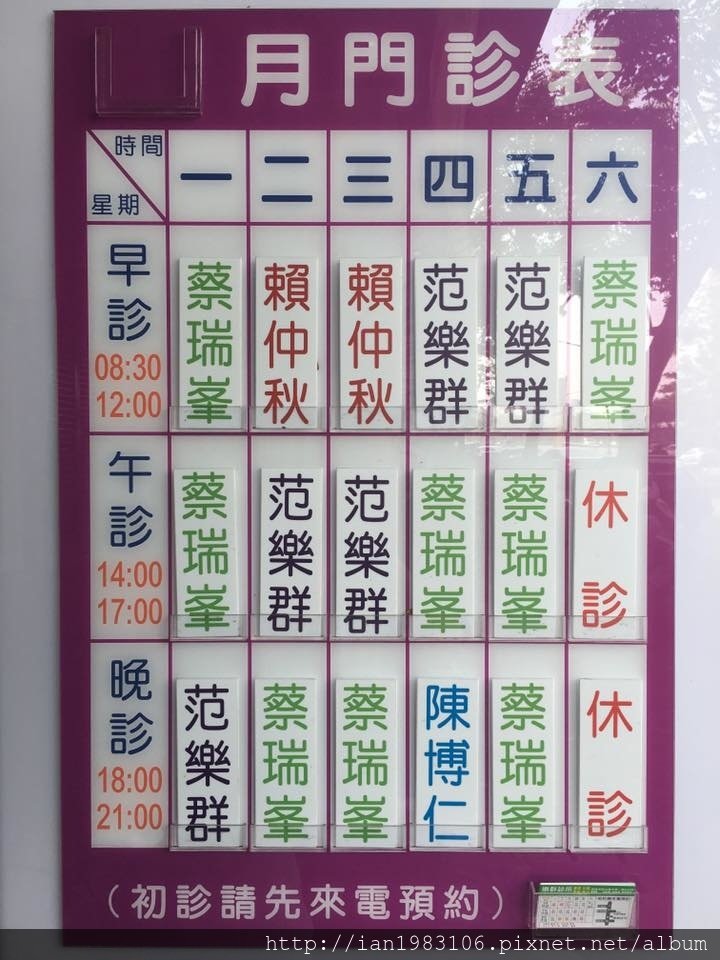 月門診表
時間
星期
一 二 三 四 五 六
早診
08:30
12:00
蔡瑞峯 賴仲秋 賴仲秋 范樂群 范樂群 蔡瑞峯
午診
14:00
17:00
蔡瑞峯 范樂群 范樂群 蔡瑞峯 蔡瑞峯 休診
晚診
18:00
21:00
范樂群 蔡瑞峯 蔡瑞峯 陳博仁 蔡瑞峯 休診
(初診請先來電預約)
http://ian1983106.pixnet.net/album